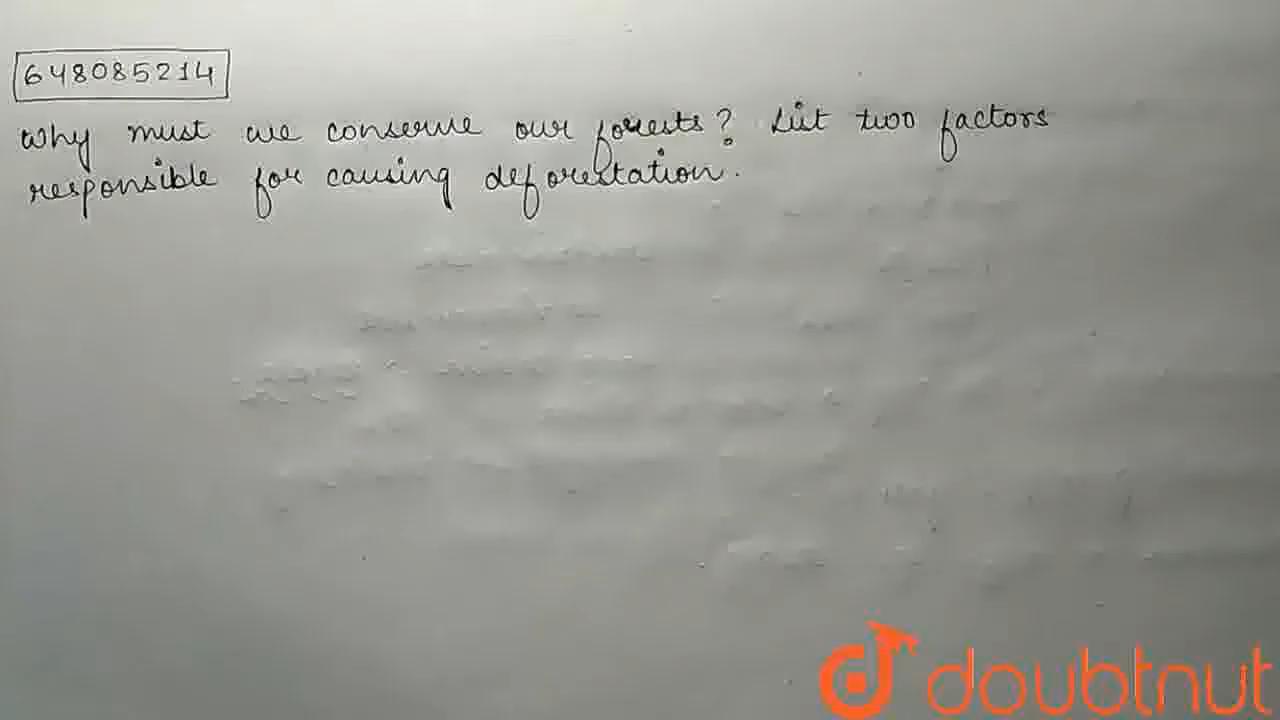 648085214
Why must we conserve our forests? List two factors
responsible for causing deforestation.
doubtnut